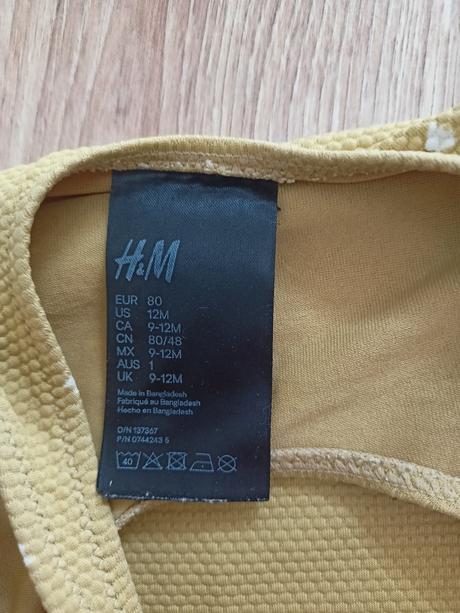 H&M
EUR 80
US 12M
CA 9-12M
CN 80/48
MX 9-12M
AUS 1
UK 9-12M
Made in Bangladesh
Fabriqué au Bangladesh
Hecho en Bangladesh
O/N 137367
P/N 0744243 5
40